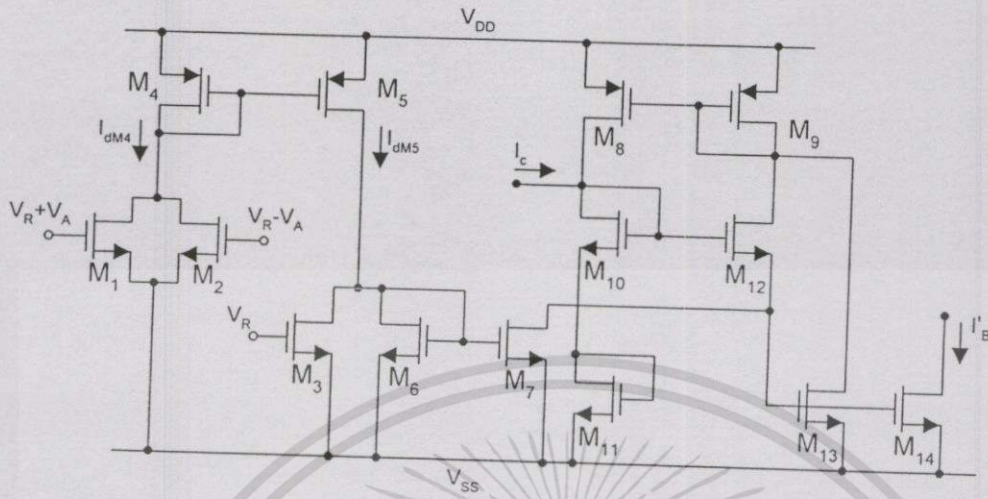 V_DD
M_4
M_5
M_8
M_9
I_dM4
I_dM5
I_c
V_R+V_A
V_R-V_A
M_1
M_2
M_10
M_12
V_R
M_3
M_6
M_7
I'_B
M_11
M_13
M_14
V_SS